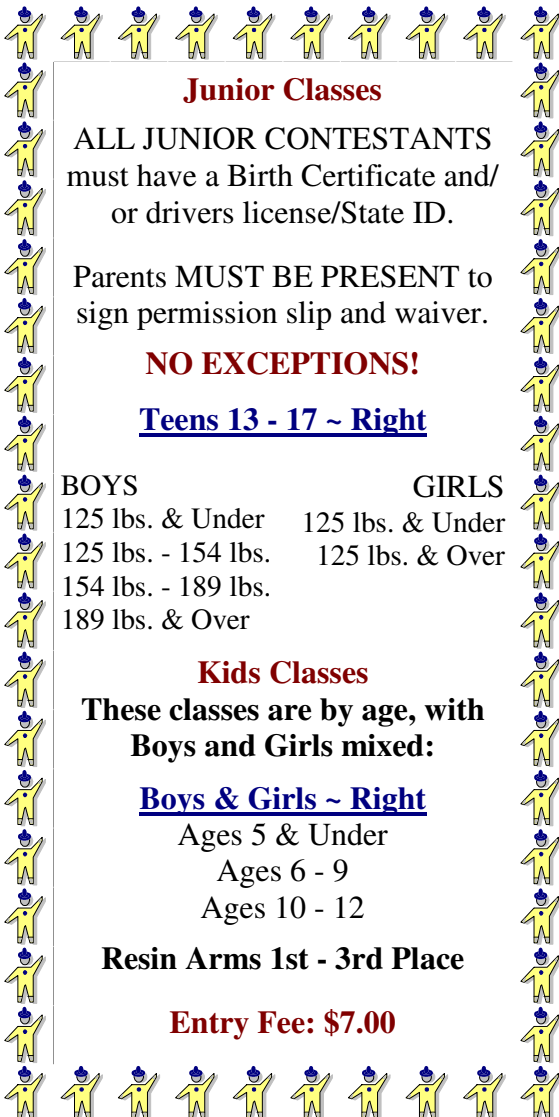 Junior Classes
ALL JUNIOR CONTESTANTS
must have a Birth Certificate and/
or drivers license/State ID.
Parents MUST BE PRESENT to
sign permission slip and waiver.
NO EXCEPTIONS!
Teens 13 - 17 ~ Right
BOYS
125 lbs. & Under
125 lbs. - 154 lbs.
154 lbs. - 189 lbs.
189 lbs. & Over
GIRLS
125 lbs. & Under
125 lbs. & Over
Kids Classes
These classes are by age, with
Boys and Girls mixed:
Boys & Girls ~ Right
Ages 5 & Under
Ages 6 - 9
Ages 10 - 12
Resin Arms 1st - 3rd Place
Entry Fee: $7.00